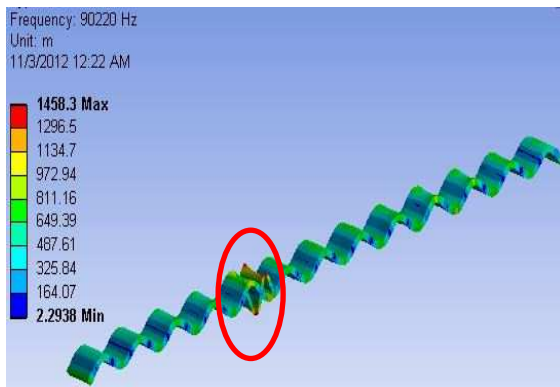 Frequency: 90220 Hz
Unit: m
11/3/2012 12:22 AM
1458.3 Max
1296.5
1134.7
972.94
811.16
649.39
487.61
325.84
164.07
2.2938 Min